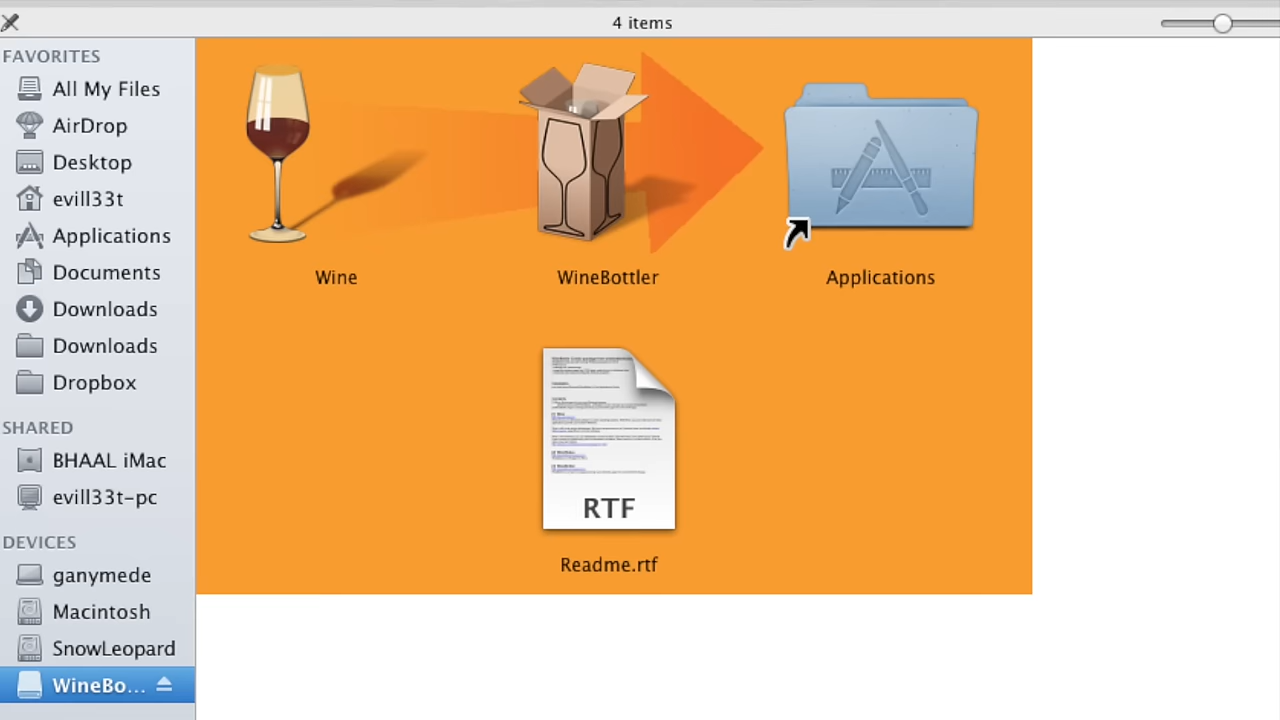 4 items
FAVORITES
All My Files
AirDrop
Desktop
evill33t
Applications
Documents
Downloads
Downloads
Dropbox
SHARED
BHAAL iMac
evill33t-pc
DEVICES
ganymede
Macintosh
SnowLeopard
WineBo...
Wine
WineBottler
Applications
RTF
Readme.rtf